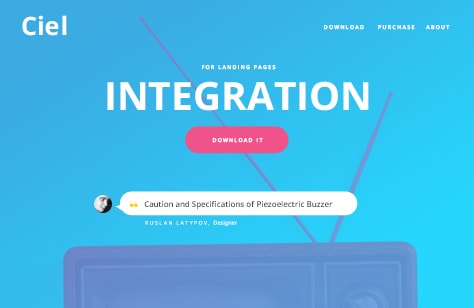 Ciel
DOWNLOAD PURCHASE ABOUT
FOR LANDING PAGES
INTEGRATION
DOWNLOAD IT
Caution and Specifications of Piezoelectric Buzzer
RUSLAN LATYPOV, Designer